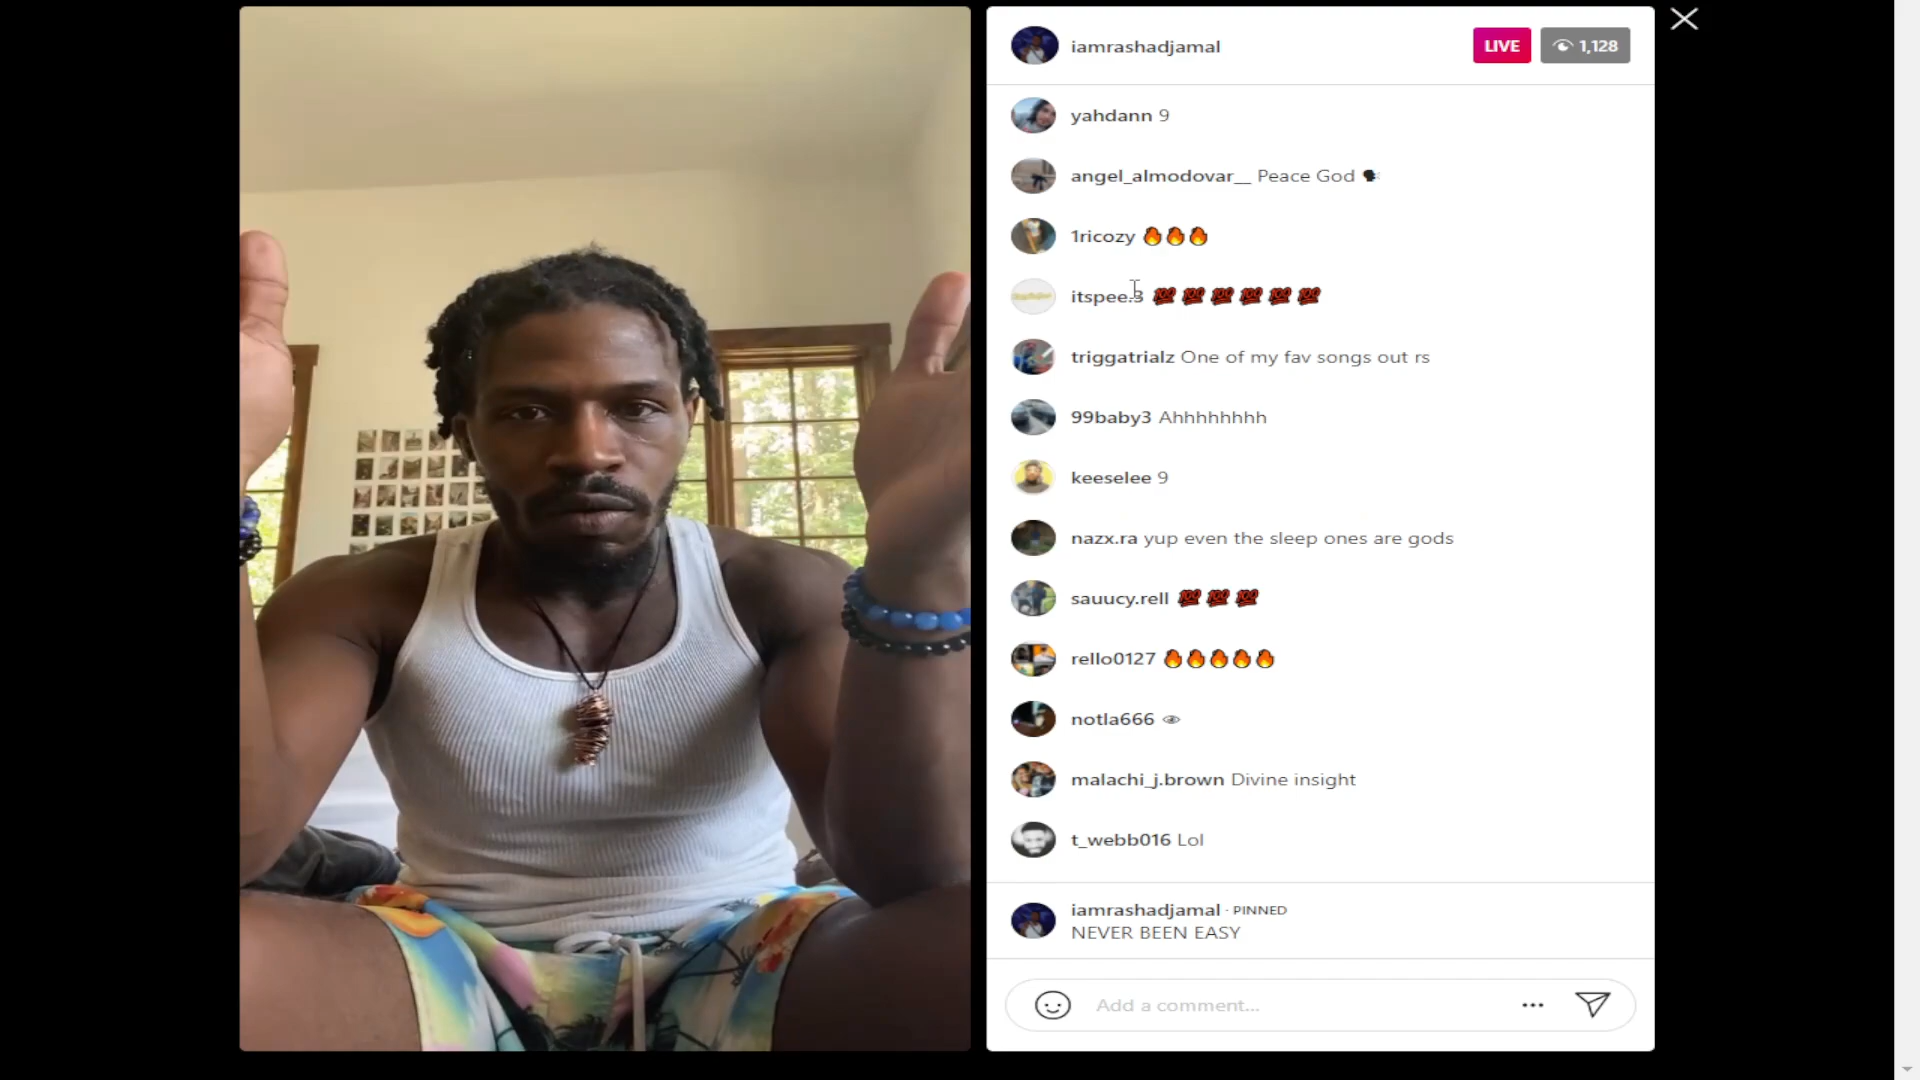 iamrashadjamal
LIVE
1,128
yahdann 9
angel_almodovar__ Peace God
1ricozy
itspee.3
triggatrialz One of my fav songs out rs
99baby3 Ahhhhhhhh
keeselee 9
nazx.ra yup even the sleep ones are gods
sauucy.rell
rello0127
notla666
malachi_j.brown Divine insight
t_webb016 Lol
iamrashadjamal · PINNED
NEVER BEEN EASY
Add a comment...